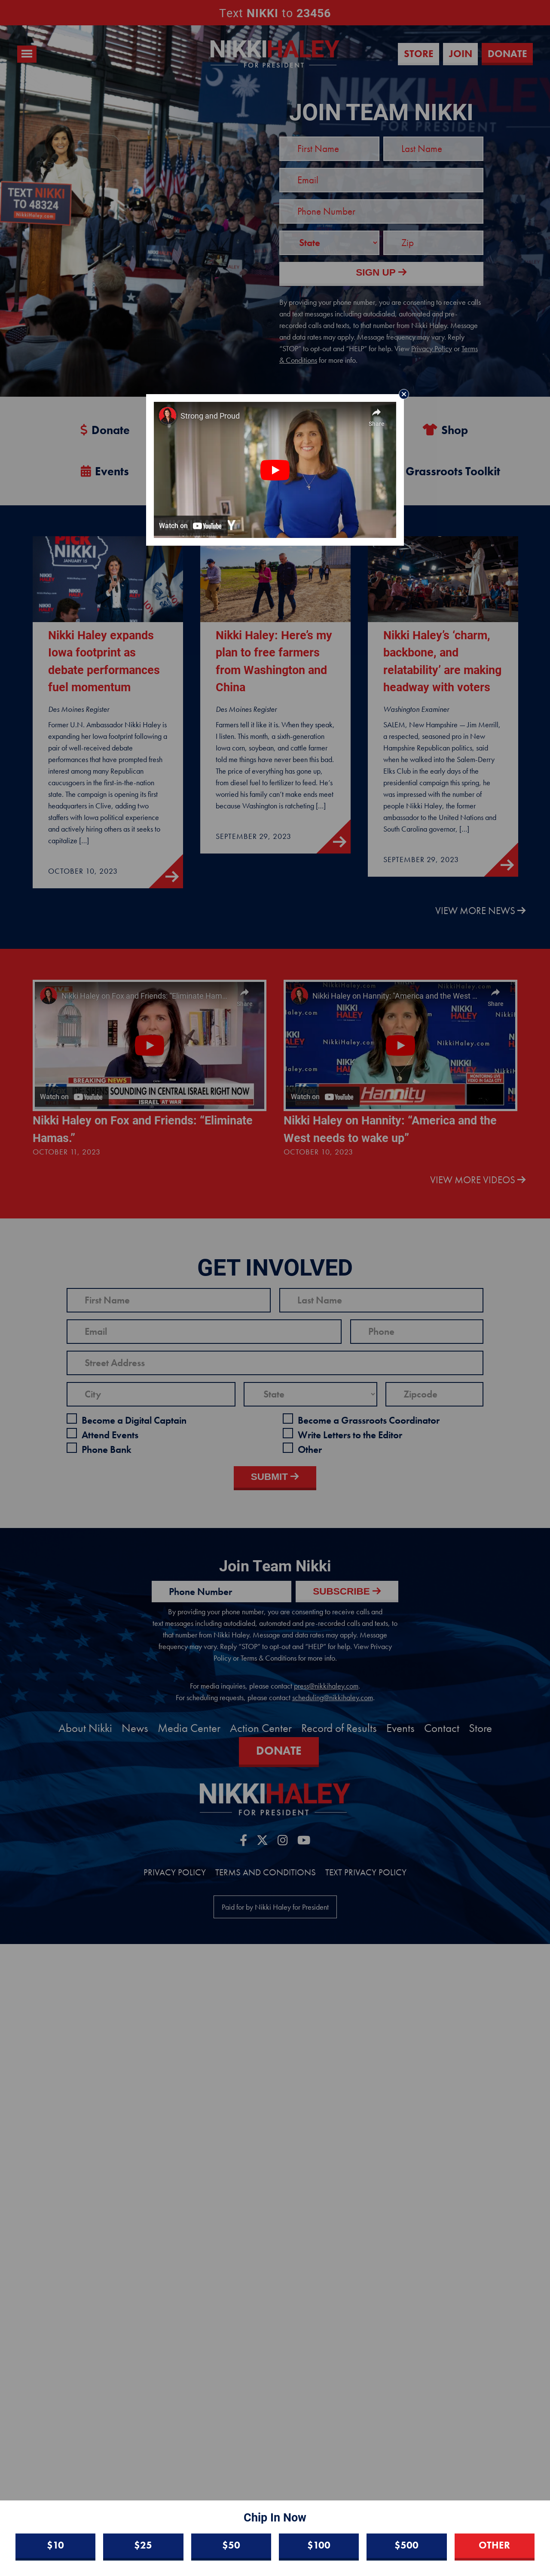 Text NIKKI to 23456
NIKKI HALEY
FOR PRESIDENT
STORE
JOIN
DONATE
TEXT NIKKI
TO 48324
NikkiHaley.com
JOIN TEAM NIKKI
First Name
Last Name
Email
Phone Number
State
Zip
SIGN UP
By providing your phone number, you are consenting to receive calls
and text messages including autodialed, automated and pre-
recorded calls and texts, to that number from Nikki Haley. Message
and data rates may apply. Message frequency may vary. Reply
"STOP" to opt-out and "HELP" for help. View Privacy Policy or Terms
& Conditions for more info.
Donate
Shop
Events
Grassroots Toolkit
Strong and Proud
Share
Watch on YouTube
PICK
NIKKI
JANUARY 15
Nikki Haley expands
Iowa footprint as
debate performances
fuel momentum
Des Moines Register
Former U.N. Ambassador Nikki Haley is
expanding her Iowa footprint following a
pair of well-received debate
performances that have prompted fresh
interest among many Republican
caucusgoers in the first-in-the-nation
state. The campaign is opening its first
headquarters in Clive, adding two
staffers with Iowa political experience
and actively hiring others as it seeks to
capitalize [...]
OCTOBER 10, 2023
Nikki Haley: Here's my
plan to free farmers
from Washington and
China
Des Moines Register
Farmers tell it like it is. When they speak,
I listen. This month, a sixth-generation
Iowa corn, soybean, and cattle farmer
told me things have never been this bad.
The price of everything has gone up,
from diesel fuel to fertilizer to feed. He's
worried his family can't make ends meet
because Washington is ratcheting [...]
SEPTEMBER 29, 2023
Nikki Haley's 'charm,
backbone, and
relatability' are making
headway with voters
Washington Examiner
SALEM, New Hampshire — Jim Merrill,
a respected, seasoned pro in New
Hampshire Republican politics, said
when he walked into the Salem-Derry
Elks Club in the early days of the
presidential campaign this spring, he
was impressed with the number of
people Nikki Haley, the former
ambassador to the United Nations and
South Carolina governor, [...]
SEPTEMBER 29, 2023
VIEW MORE NEWS
Nikki Haley on Fox and Friends: "Eliminate Ham...
Share
BREAKING NEWS
SOUNDING IN CENTRAL ISRAEL RIGHT NOW
ISRAEL AT WAR
Watch on YouTube
Nikki Haley on Hannity: "America and the West ...
Share
NikkiHaley.com
Hannity
Watch on YouTube
Nikki Haley on Fox and Friends: "Eliminate
Hamas."
OCTOBER 11, 2023
Nikki Haley on Hannity: "America and the
West needs to wake up"
OCTOBER 10, 2023
VIEW MORE VIDEOS
GET INVOLVED
First Name
Last Name
Email
Phone
Street Address
City
State
Zipcode
Become a Digital Captain
Become a Grassroots Coordinator
Attend Events
Write Letters to the Editor
Phone Bank
Other
SUBMIT
Join Team Nikki
Phone Number
SUBSCRIBE
By providing your phone number, you are consenting to receive calls and
text messages including autodialed, automated and pre-recorded calls and texts, to
that number from Nikki Haley. Message and data rates may apply. Message
frequency may vary. Reply "STOP" to opt-out and "HELP" for help. View Privacy
Policy or Terms & Conditions for more info.
For media inquiries, please contact press@nikkihaley.com.
For scheduling requests, please contact scheduling@nikkihaley.com.
About Nikki News Media Center Action Center Record of Results Events Contact Store
DONATE
NIKKI HALEY
FOR PRESIDENT
PRIVACY POLICY TERMS AND CONDITIONS TEXT PRIVACY POLICY
Paid for by Nikki Haley for President
Chip In Now
$10 $25 $50 $100 $500 OTHER